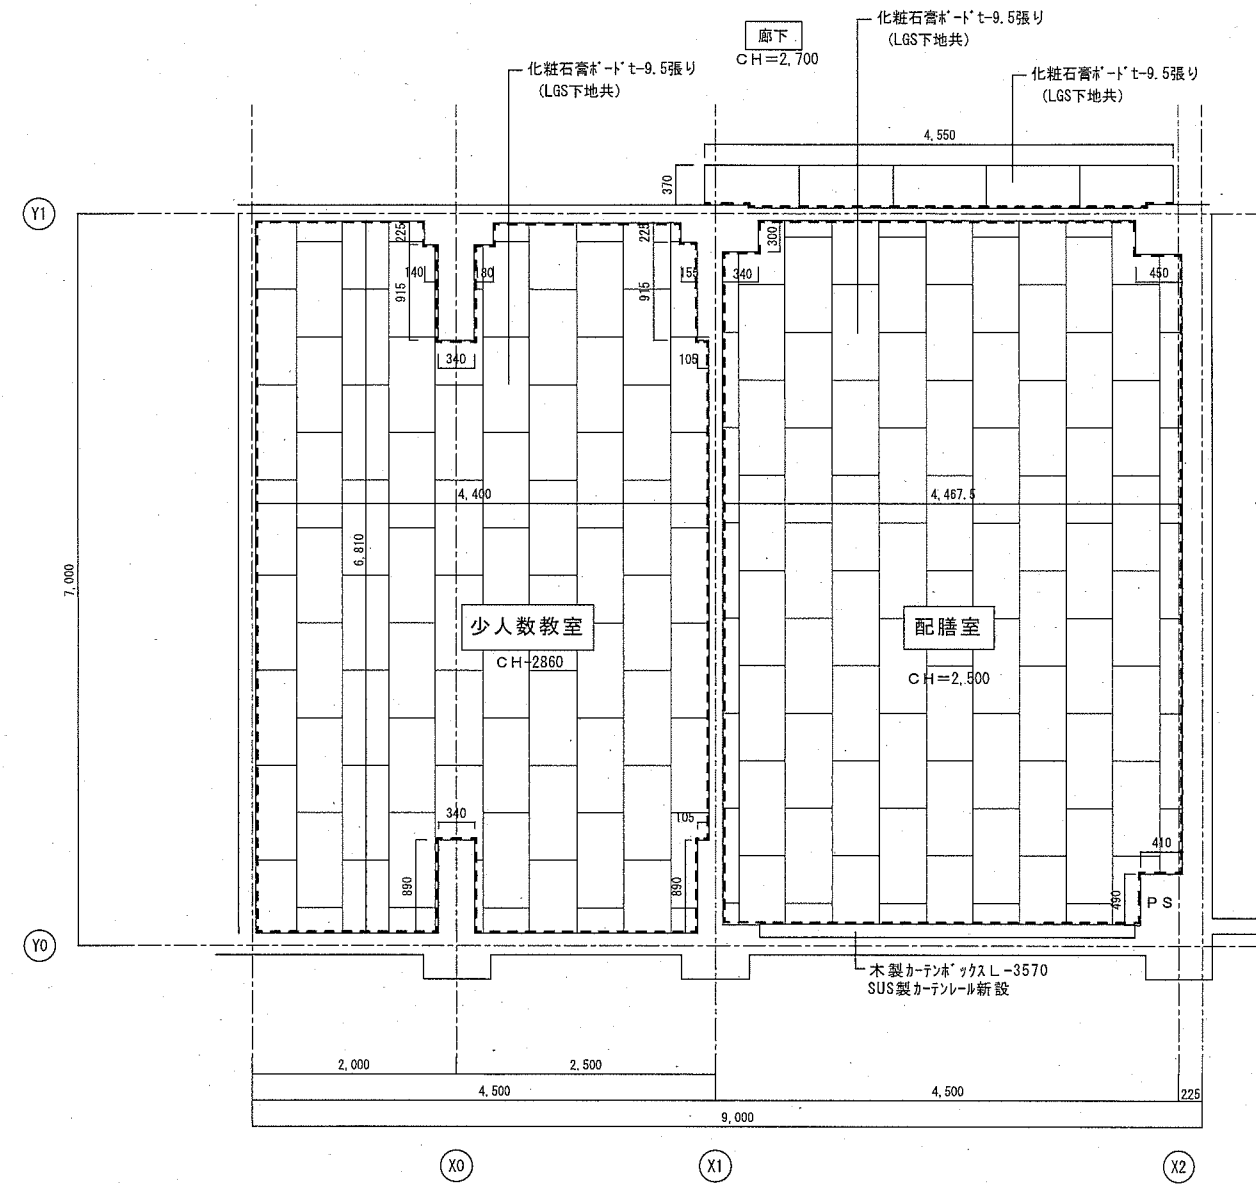 化粧石膏ﾎﾞｰﾄﾞt-9.5張り
(LGS下地共)
廊下
CH=2,700
化粧石膏ﾎﾞｰﾄﾞt-9.5張り
(LGS下地共)
化粧石膏ﾎﾞｰﾄﾞt-9.5張り
(LGS下地共)
4,550
370
Y1
225
140
80
915
225
155
915
300
340
450
340
105
4,400
4,467.5
6,810
7,000
少人数教室
CH-2860
配膳室
CH=2,500
340
105
410
890
890
490
PS
Y0
木製ｶｰﾃﾝﾎﾞｯｸｽL-3570
SUS製ｶｰﾃﾝﾚｰﾙ新設
2,000
2,500
4,500
4,500
225
9,000
X0
X1
X2